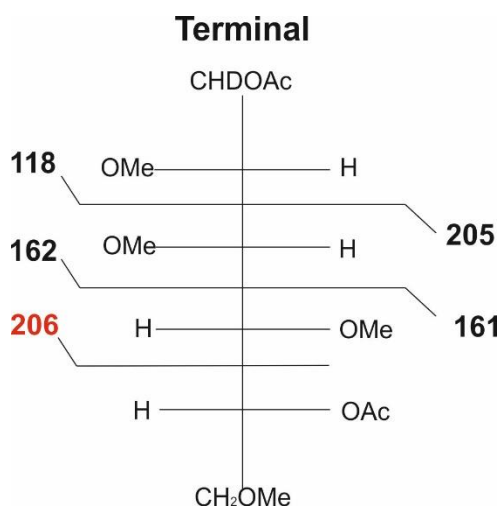 Terminal
CHDOAc
118
OMe
H
205
162
OMe
H
206
H
OMe
161
H
OAc
CH₂OMe